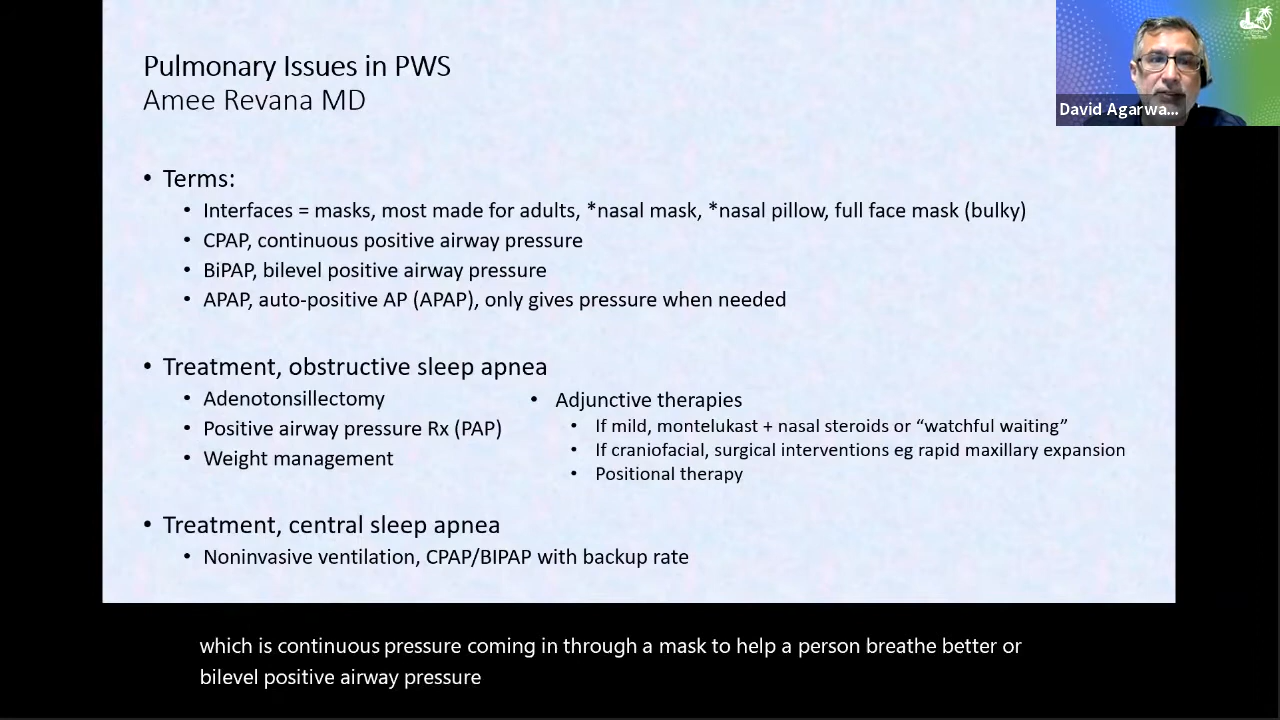 Pulmonary Issues in PWS
Amee Revana MD
David Agarwa...
• Terms:
• Interfaces = masks, most made for adults, *nasal mask, *nasal pillow, full face mask (bulky)
• CPAP, continuous positive airway pressure
• BiPAP, bilevel positive airway pressure
• APAP, auto-positive AP (APAP), only gives pressure when needed
• Treatment, obstructive sleep apnea
• Adenotonsillectomy
• Positive airway pressure Rx (PAP)
• Weight management
• Adjunctive therapies
• If mild, montelukast + nasal steroids or “watchful waiting”
• If craniofacial, surgical interventions eg rapid maxillary expansion
• Positional therapy
• Treatment, central sleep apnea
• Noninvasive ventilation, CPAP/BIPAP with backup rate
which is continuous pressure coming in through a mask to help a person breathe better or
bilevel positive airway pressure